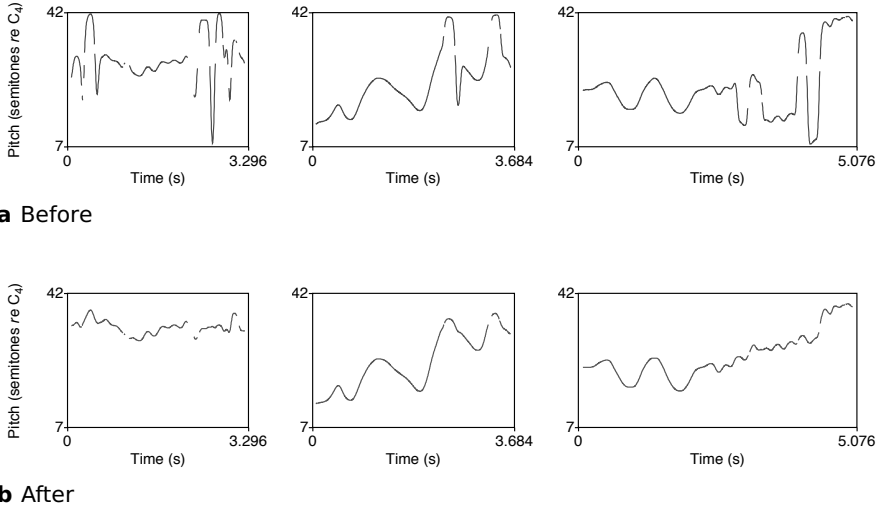 Pitch (semitones re C4)
42 42 42
7 7 7
0 3.296 0 3.684 0 5.076
Time (s) Time (s) Time (s)
a Before
Pitch (semitones re C4)
42 42 42
7 7 7
0 3.296 0 3.684 0 5.076
Time (s) Time (s) Time (s)
b After